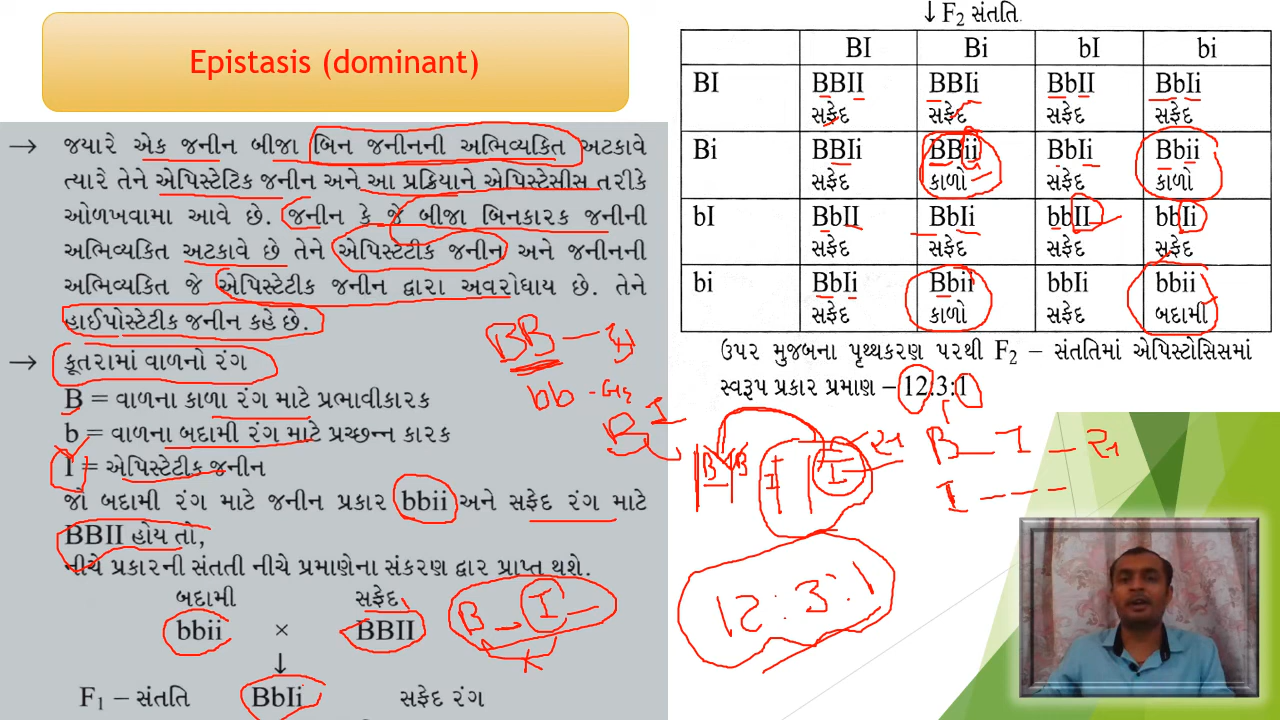 Epistasis (dominant)
→ જયારે એક જનીન બીજા બિન જનીનની અભિવ્યકિત અટકાવે
ત્યારે તેને એપિસ્ટેટિક જનીન અને આ પ્રક્રિયાને એપિસ્ટેસીસ તરીકે
ઓળખવામા આવે છે. જનીન કે જે બીજા બિનકારક જનીની
અભિવ્યકિત અટકાવે છે તેને એપિસ્ટેટીક જનીન અને જનીનની
અભિવ્યકિત જે એપિસ્ટેટીક જનીન દ્વારા અવરોધાય છે. તેને
હાઈપોસ્ટેટીક જનીન કહે છે.
→ કૂતરામાં વાળનો રંગ
B = વાળના કાળા રંગ માટે પ્રભાવીકારક
b = વાળના બદામી રંગ માટે પ્રચ્છન્ન કારક
I = એપિસ્ટેટીક જનીન
જો બદામી રંગ માટે જનીન પ્રકાર bbii અને સફેદ રંગ માટે
BBII હોય તો,
નીચે પ્રકારની સંતતી નીચે પ્રમાણેના સંકરણ દ્વાર પ્રાપ્ત થશે.
બદામી સફેદ
bbii × BBII
↓
F₁ – સંતતિ BbIi સફેદ રંગ
BB
bb
B I
↓ F₂ સંતતિ
BI Bi bI bi
BI BBII BBIi BbII BbIi
સફેદ સફેદ સફેદ સફેદ
Bi BBIi BBii BbIi Bbii
સફેદ કાળો સફેદ કાળો
bI BbII BbIi bbII bbIi
સફેદ સફેદ સફેદ સફેદ
bi BbIi Bbii bbIi bbii
સફેદ કાળો સફેદ બદામી
ઉપર મુજબના પૃથ્થકરણ પરથી F₂ – સંતતિમાં એપિસ્ટોસિસમાં
સ્વરૂપ પ્રકાર પ્રમાણ – 12:3:1
B B I I
B I
I
12:3:1
B I